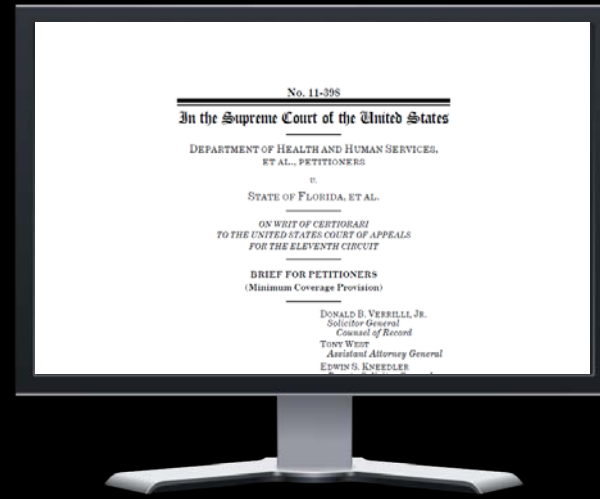 No. 11-398
In the Supreme Court of the United States
DEPARTMENT OF HEALTH AND HUMAN SERVICES,
ET AL., PETITIONERS
v.
STATE OF FLORIDA, ET AL.
ON WRIT OF CERTIORARI
TO THE UNITED STATES COURT OF APPEALS
FOR THE ELEVENTH CIRCUIT
BRIEF FOR PETITIONERS
(Minimum Coverage Provision)
DONALD B. VERRILLI, JR.
Solicitor General
Counsel of Record
TONY WEST
Assistant Attorney General
EDWIN S. KNEEDLER